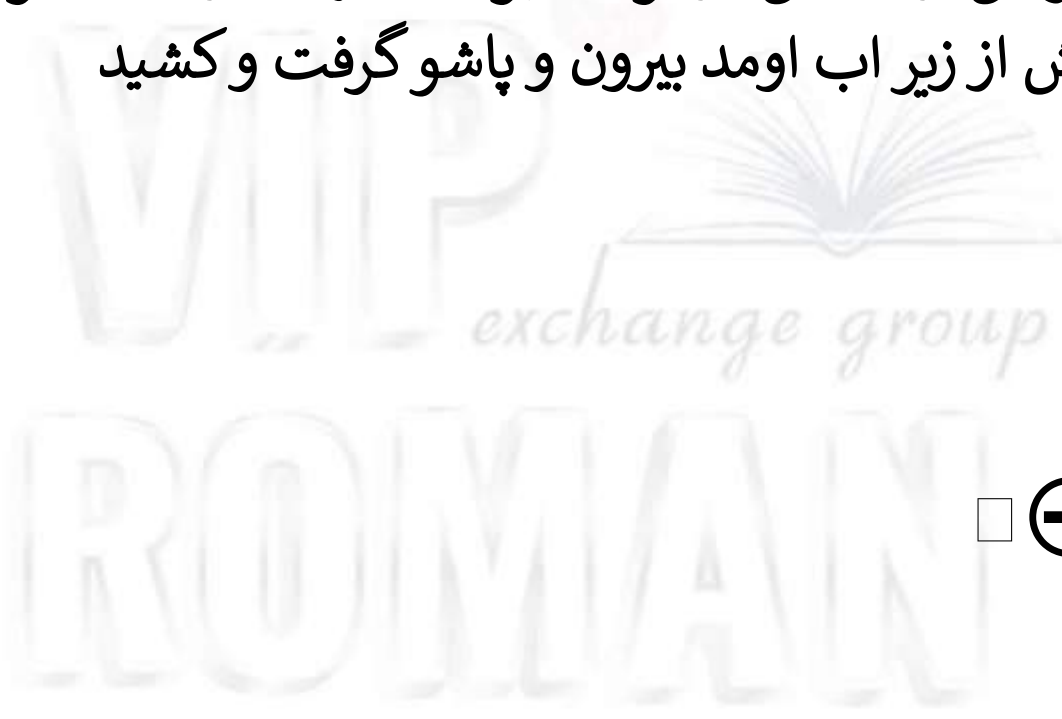 از زیر اب اومد بیرون و پاشو گرفت و کشید
VIP
exchange group
ROMAN